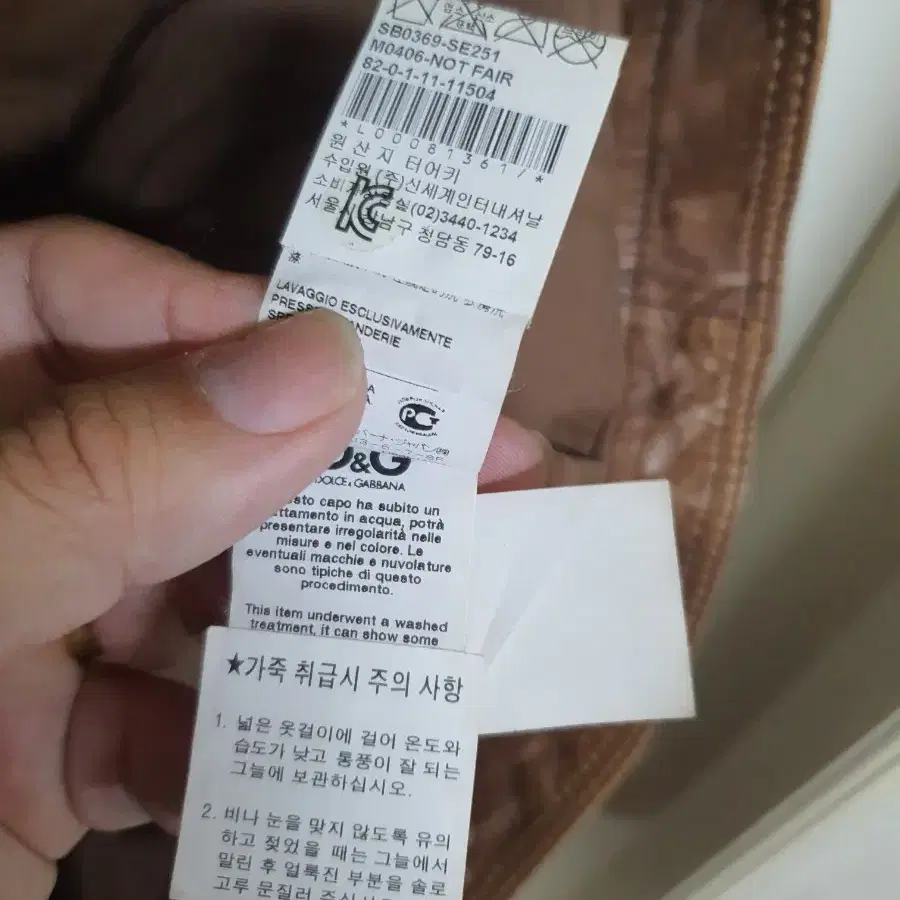 SB0369-SE251
M0406-NOT FAIR
82-0-1-11-11504
*L000813617*
원 산 지 터어키
수입원 (주)신세계인터내셔날
실(02)3440-1234
서울 강남구 청담동 79-16
LAVAGGIO ESCLUSIVAMENTE
D&G
DOLCE & GABBANA
capo ha subito un
in acqua, potrà
presentare irregolarità nelle
misure e nel colore. Le
eventuali macchie e nuvolature
sono tipiche di questo
procedimento.
This item underwent a washed
treatment, it can show some
★가죽 취급시 주의 사항
1. 넓은 옷걸이에 걸어 온도와
습도가 낮고 통풍이 잘 되는
그늘에 보관하십시오.
2. 비나 눈을 맞지 않도록 유의
하고 젖었을 때는 그늘에서
말린 후 얼룩진 부분을 솔로
고루 문질러